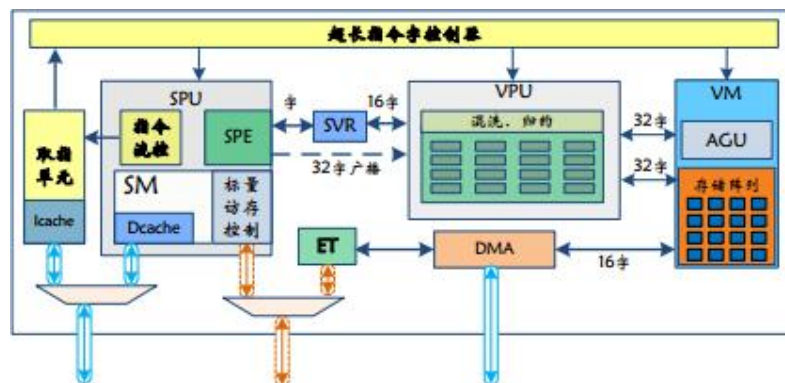 超长指令字控制器
SPU
指令
流控
SPE
字
SVR
16字
32字广播
VPU
混洗、归约
32字
32字
VM
AGU
存储阵列
取指
单元
Icache
SM
Dcache
标量
访存
控制
ET
DMA
16字